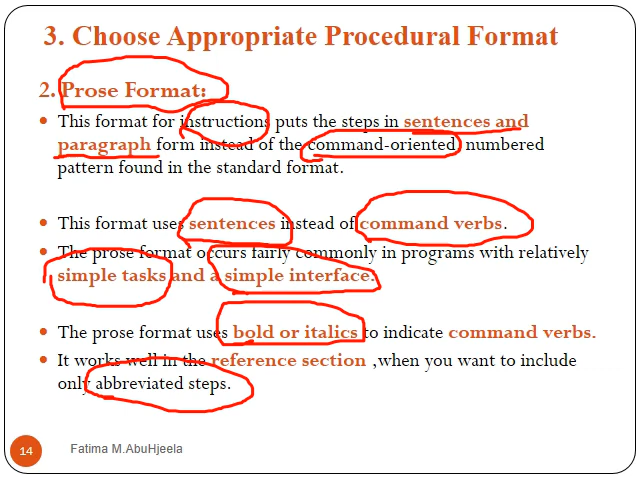 3. Choose Appropriate Procedural Format
2. Prose Format:
• This format for instructions puts the steps in sentences and
paragraph form instead of the command-oriented numbered
pattern found in the standard format.
• This format uses sentences instead of command verbs.
• The prose format occurs fairly commonly in programs with relatively
simple tasks and a simple interface.
• The prose format uses bold or italics to indicate command verbs.
• It works well in the reference section ,when you want to include
only abbreviated steps.
14 Fatima M.AbuHjeela